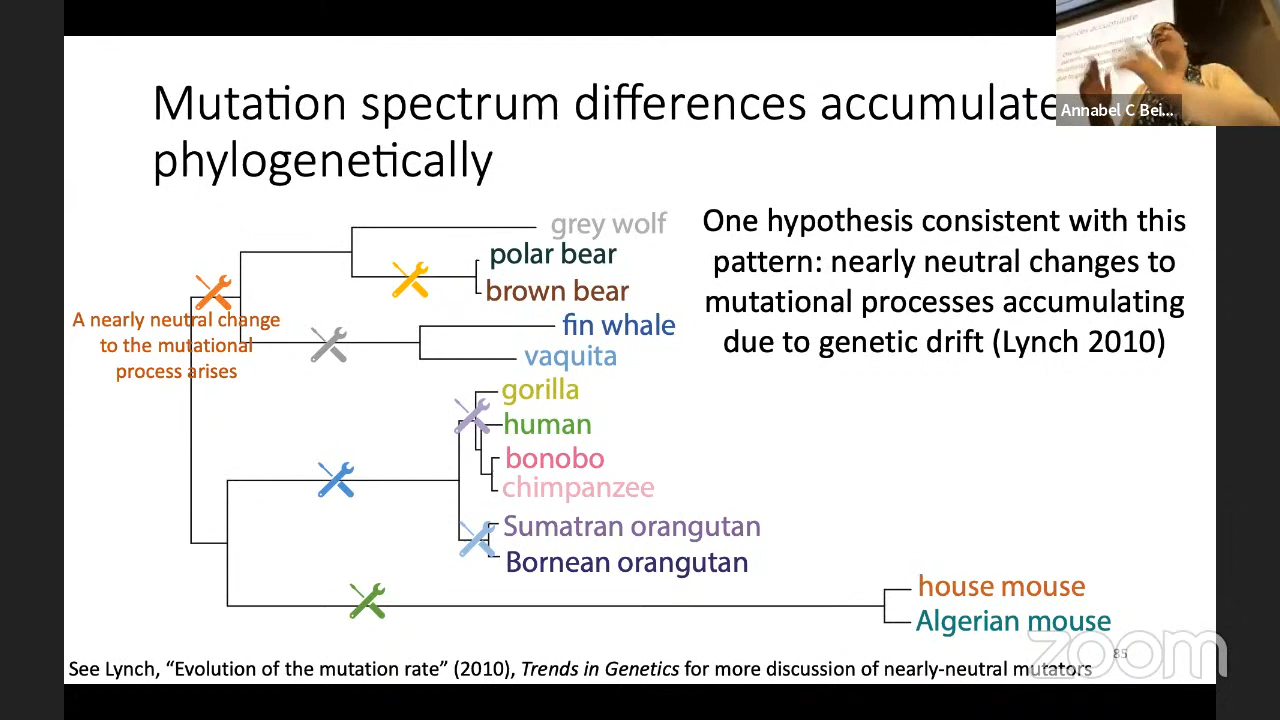 Mutation spectrum differences accumulate
phylogenetically
Annabel C Bei...
grey wolf
polar bear
brown bear
fin whale
vaquita
gorilla
human
bonobo
chimpanzee
Sumatran orangutan
Bornean orangutan
house mouse
Algerian mouse
A nearly neutral change
to the mutational
process arises
One hypothesis consistent with this
pattern: nearly neutral changes to
mutational processes accumulating
due to genetic drift (Lynch 2010)
See Lynch, “Evolution of the mutation rate” (2010), Trends in Genetics for more discussion of nearly-neutral mutators
85
zoom